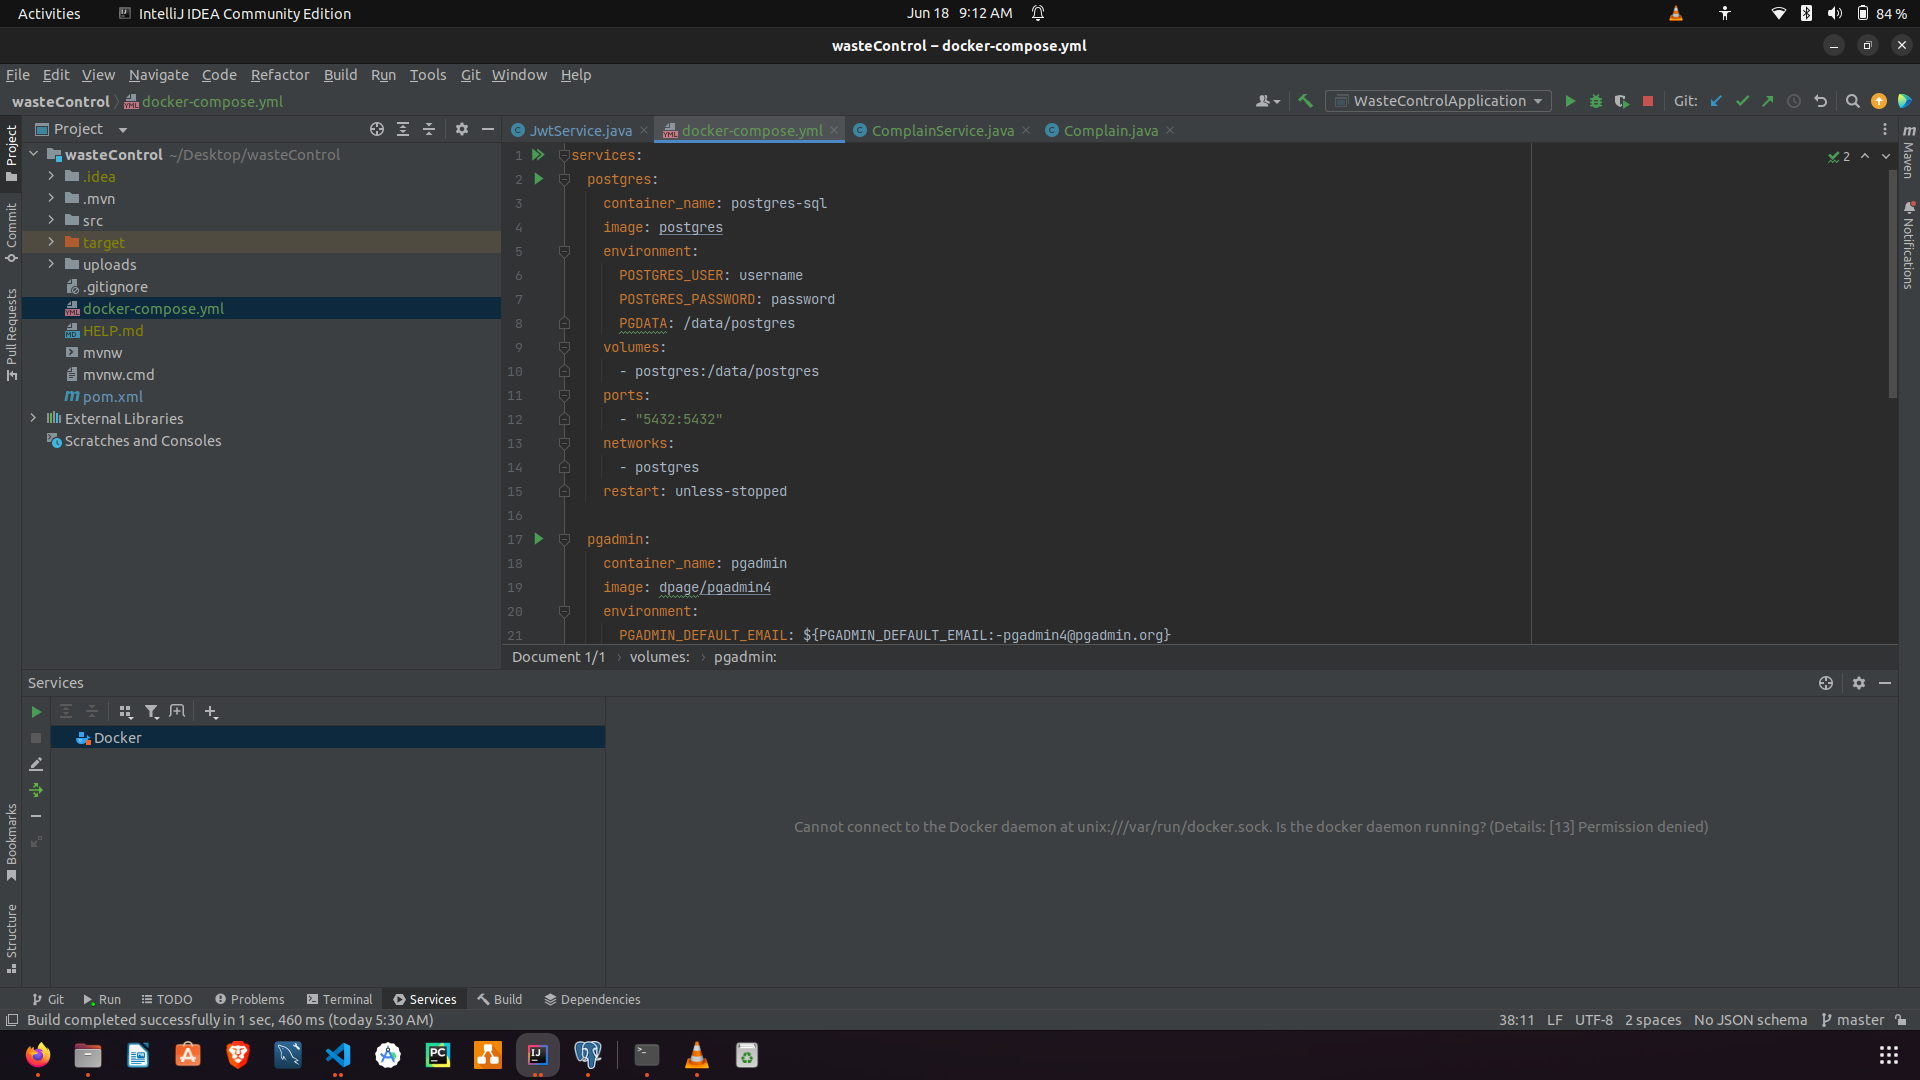 Activities
IntelliJ IDEA Community Edition
Jun 18 9:12 AM
84 %
wasteControl – docker-compose.yml
File Edit View Navigate Code Refactor Build Run Tools Git Window Help
wasteControl docker-compose.yml
WasteControlApplication
Git:
Project
JwtService.java
docker-compose.yml
ComplainService.java
Complain.java
Project
Commit
Pull Requests
Bookmarks
Structure
Maven
Notifications
wasteControl ~/Desktop/wasteControl
.idea
.mvn
src
target
uploads
.gitignore
docker-compose.yml
HELP.md
mvnw
mvnw.cmd
pom.xml
External Libraries
Scratches and Consoles
2
1 services:
2 postgres:
3 container_name: postgres-sql
4 image: postgres
5 environment:
6 POSTGRES_USER: username
7 POSTGRES_PASSWORD: password
8 PGDATA: /data/postgres
9 volumes:
10 - postgres:/data/postgres
11 ports:
12 - "5432:5432"
13 networks:
14 - postgres
15 restart: unless-stopped
16
17 pgadmin:
18 container_name: pgadmin
19 image: dpage/pgadmin4
20 environment:
21 PGADMIN_DEFAULT_EMAIL: ${PGADMIN_DEFAULT_EMAIL:-pgadmin4@pgadmin.org}
Document 1/1 › volumes: › pgadmin:
Services
Docker
Cannot connect to the Docker daemon at unix:///var/run/docker.sock. Is the docker daemon running? (Details: [13] Permission denied)
Git Run TODO Problems Terminal Services Build Dependencies
Build completed successfully in 1 sec, 460 ms (today 5:30 AM)
38:11 LF UTF-8 2 spaces No JSON schema master